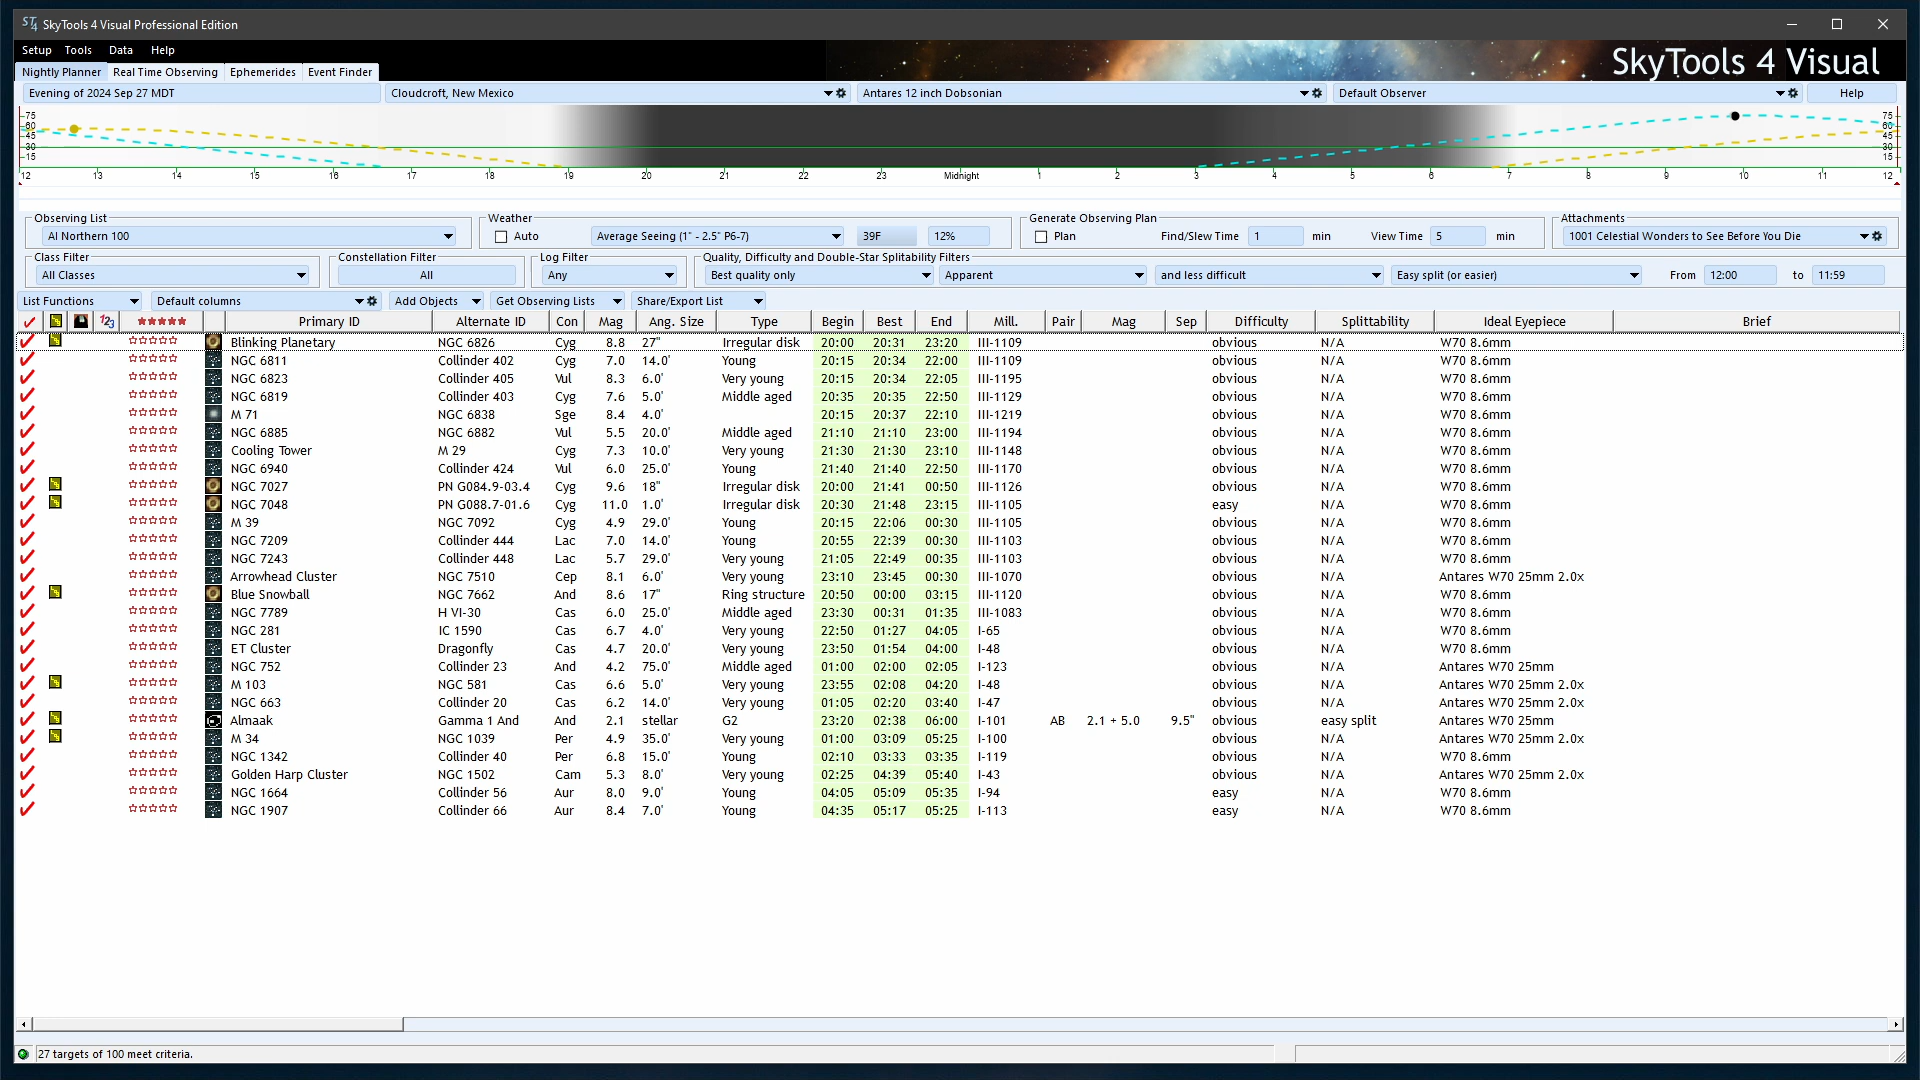 SkyTools 4 Visual Professional Edition
Setup Tools Data Help
SkyTools 4 Visual
Nightly Planner Real Time Observing Ephemerides Event Finder
Evening of 2024 Sep 27 MDT Cloudcroft, New Mexico Antares 12 inch Dobsonian Default Observer Help
75 75
60 60
45 45
30 30
15 15
12 13 14 15 16 17 18 19 20 21 22 23 Midnight 1 2 3 4 5 6 7 8 9 10 11 12
Observing List Weather Generate Observing Plan Attachments
AI Northern 100 Auto Average Seeing (1" - 2.5" P6-7) 39F 12% Plan Find/Slew Time 1 min View Time 5 min 1001 Celestial Wonders to See Before You Die
Class Filter Constellation Filter Log Filter Quality, Difficulty and Double-Star Splitability Filters
All Classes All Any Best quality only Apparent and less difficult Easy split (or easier) From 12:00 to 11:59
List Functions Default columns Add Objects Get Observing Lists Share/Export List
123 Primary ID Alternate ID Con Mag Ang. Size Type Begin Best End Mill. Pair Mag Sep Difficulty Splittability Ideal Eyepiece Brief
Blinking Planetary NGC 6826 Cyg 8.8 27" Irregular disk 20:00 20:31 23:20 III-1109 obvious N/A W70 8.6mm
NGC 6811 Collinder 402 Cyg 7.0 14.0' Young 20:15 20:34 22:00 III-1109 obvious N/A W70 8.6mm
NGC 6823 Collinder 405 Vul 8.3 6.0' Very young 20:15 20:34 22:05 III-1195 obvious N/A W70 8.6mm
NGC 6819 Collinder 403 Cyg 7.6 5.0' Middle aged 20:35 20:35 22:50 III-1129 obvious N/A W70 8.6mm
M 71 NGC 6838 Sge 8.4 4.0' 20:15 20:37 22:10 III-1219 obvious N/A W70 8.6mm
NGC 6885 NGC 6882 Vul 5.5 20.0' Middle aged 21:10 21:10 23:00 III-1194 obvious N/A W70 8.6mm
Cooling Tower M 29 Cyg 7.3 10.0' Very young 21:30 21:30 23:10 III-1148 obvious N/A W70 8.6mm
NGC 6940 Collinder 424 Vul 6.0 25.0' Young 21:40 21:40 22:50 III-1170 obvious N/A W70 8.6mm
NGC 7027 PN G084.9-03.4 Cyg 9.6 18" Irregular disk 20:00 21:41 00:50 III-1126 obvious N/A W70 8.6mm
NGC 7048 PN G088.7-01.6 Cyg 11.0 1.0' Irregular disk 20:30 21:48 23:15 III-1105 easy N/A W70 8.6mm
M 39 NGC 7092 Cyg 4.9 29.0' Young 20:15 22:06 00:30 III-1105 obvious N/A W70 8.6mm
NGC 7209 Collinder 444 Lac 7.0 14.0' Young 20:55 22:39 00:30 III-1103 obvious N/A W70 8.6mm
NGC 7243 Collinder 448 Lac 5.7 29.0' Very young 21:05 22:49 00:35 III-1103 obvious N/A W70 8.6mm
Arrowhead Cluster NGC 7510 Cep 8.1 6.0' Very young 23:10 23:45 00:30 III-1070 obvious N/A Antares W70 25mm 2.0x
Blue Snowball NGC 7662 And 8.6 17" Ring structure 20:50 00:00 03:15 III-1120 obvious N/A W70 8.6mm
NGC 7789 H VI-30 Cas 6.0 25.0' Middle aged 23:30 00:31 01:35 III-1083 obvious N/A W70 8.6mm
NGC 281 IC 1590 Cas 6.7 4.0' Very young 22:50 01:27 04:05 I-65 obvious N/A W70 8.6mm
ET Cluster Dragonfly Cas 4.7 20.0' Very young 23:50 01:54 04:00 I-48 obvious N/A W70 8.6mm
NGC 752 Collinder 23 And 4.2 75.0' Middle aged 01:00 02:00 02:05 I-123 obvious N/A Antares W70 25mm
M 103 NGC 581 Cas 6.6 5.0' Very young 23:55 02:08 04:20 I-48 obvious N/A Antares W70 25mm 2.0x
NGC 663 Collinder 20 Cas 6.2 14.0' Very young 01:05 02:20 03:40 I-47 obvious N/A Antares W70 25mm 2.0x
Almaak Gamma 1 And And 2.1 stellar G2 23:20 02:38 06:00 I-101 AB 2.1 + 5.0 9.5" obvious easy split Antares W70 25mm
M 34 NGC 1039 Per 4.9 35.0' Very young 01:00 03:09 05:25 I-100 obvious N/A Antares W70 25mm 2.0x
NGC 1342 Collinder 40 Per 6.8 15.0' Young 02:10 03:33 03:35 I-119 obvious N/A W70 8.6mm
Golden Harp Cluster NGC 1502 Cam 5.3 8.0' Very young 02:25 04:39 05:40 I-43 obvious N/A Antares W70 25mm 2.0x
NGC 1664 Collinder 56 Aur 8.0 9.0' Young 04:05 05:09 05:35 I-94 easy N/A W70 8.6mm
NGC 1907 Collinder 66 Aur 8.4 7.0' Young 04:35 05:17 05:25 I-113 easy N/A W70 8.6mm
27 targets of 100 meet criteria.